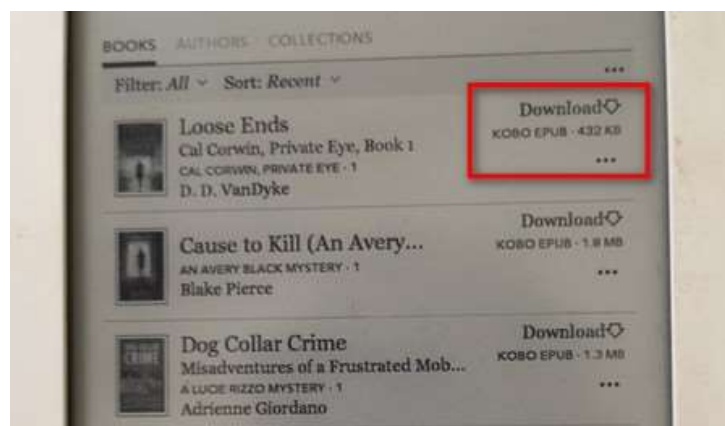 BOOKS AUTHORS COLLECTIONS
Filter: All Sort: Recent
Loose Ends
Cal Corwin, Private Eye, Book 1
CAL CORWIN, PRIVATE EYE - 1
D. D. VanDyke
Download
KOBO EPUB - 432 KB
Cause to Kill (An Avery...
AN AVERY BLACK MYSTERY - 1
Blake Pierce
Download
KOBO EPUB - 1.8 MB
Dog Collar Crime
Misadventures of a Frustrated Mob...
A LUCIE RIZZO MYSTERY - 1
Adrienne Giordano
Download
KOBO EPUB - 1.3 MB